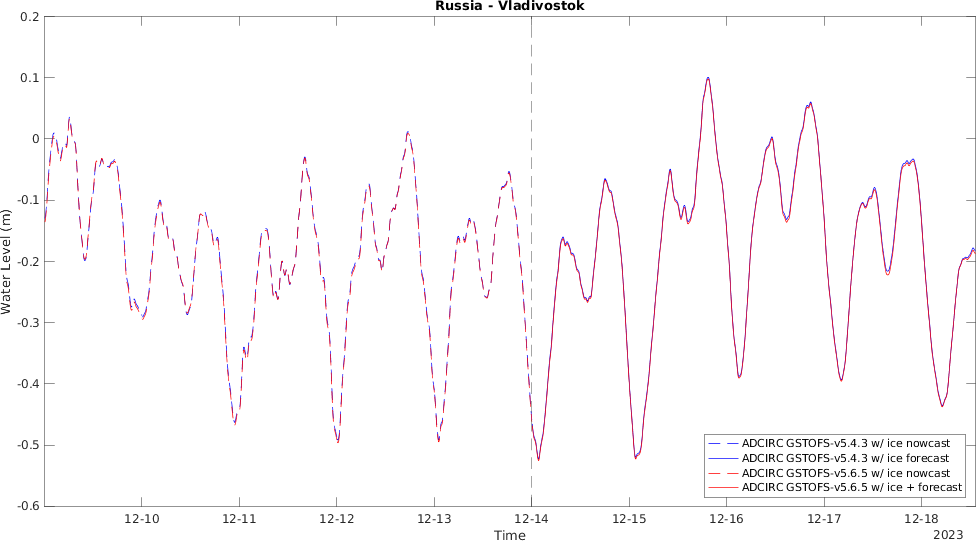 Russia - Vladivostok
0.2
0.1
0
-0.1
-0.2
-0.3
-0.4
-0.5
-0.6
Water Level (m)
12-10 12-11 12-12 12-13 12-14 12-15 12-16 12-17 12-18
Time
2023
ADCIRC GSTOFS-v5.4.3 w/ ice nowcast
ADCIRC GSTOFS-v5.4.3 w/ ice forecast
ADCIRC GSTOFS-v5.6.5 w/ ice nowcast
ADCIRC GSTOFS-v5.6.5 w/ ice + forecast